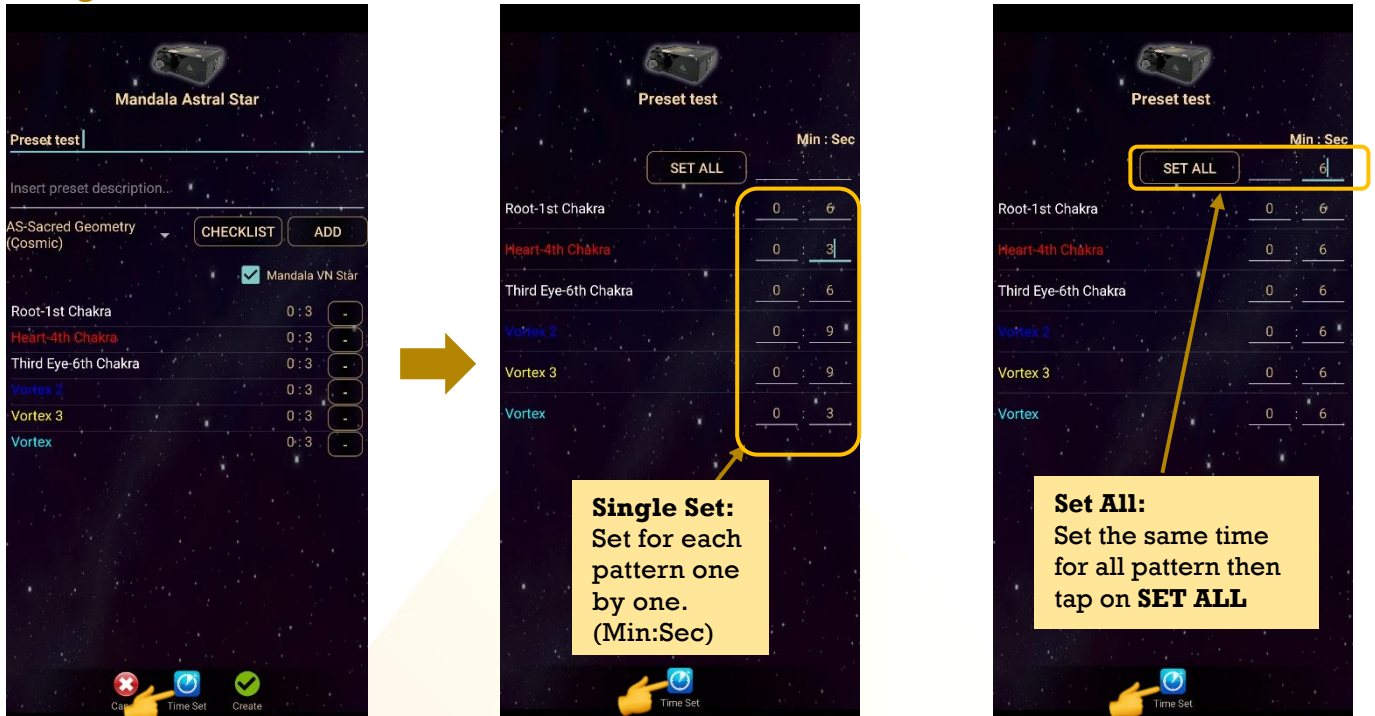 Mandala Astral Star
Preset test
Insert preset description...
AS-Sacred Geometry
(Cosmic)
CHECKLIST
ADD
Mandala VN Star
Root-1st Chakra 0 : 3 -
Heart-4th Chakra 0 : 3 -
Third Eye-6th Chakra 0 : 3 -
Vortex 2 0 : 3 -
Vortex 3 0 : 3 -
Vortex 0 : 3 -
Time Set
Create
Preset test
Min : Sec
SET ALL
Root-1st Chakra 0 : 6
Heart-4th Chakra 0 : 3
Third Eye-6th Chakra 0 : 6
Vortex 2 0 : 9
Vortex 3 0 : 9
Vortex 0 : 3
Single Set:
Set for each
pattern one
by one.
(Min:Sec)
Time Set
Preset test
Min : Sec
SET ALL 6
Root-1st Chakra 0 : 6
Heart-4th Chakra 0 : 6
Third Eye-6th Chakra 0 : 6
Vortex 2 0 : 6
Vortex 3 0 : 6
Vortex 0 : 6
Set All:
Set the same time
for all pattern then
tap on SET ALL
Time Set